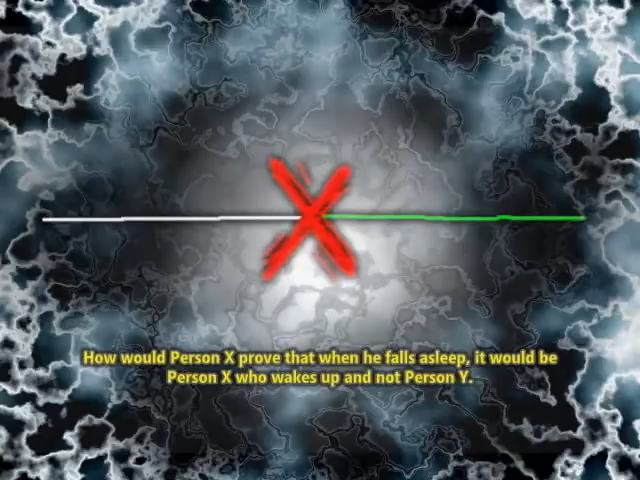 How would Person X prove that when he falls asleep, it would be
Person X who wakes up and not Person Y.